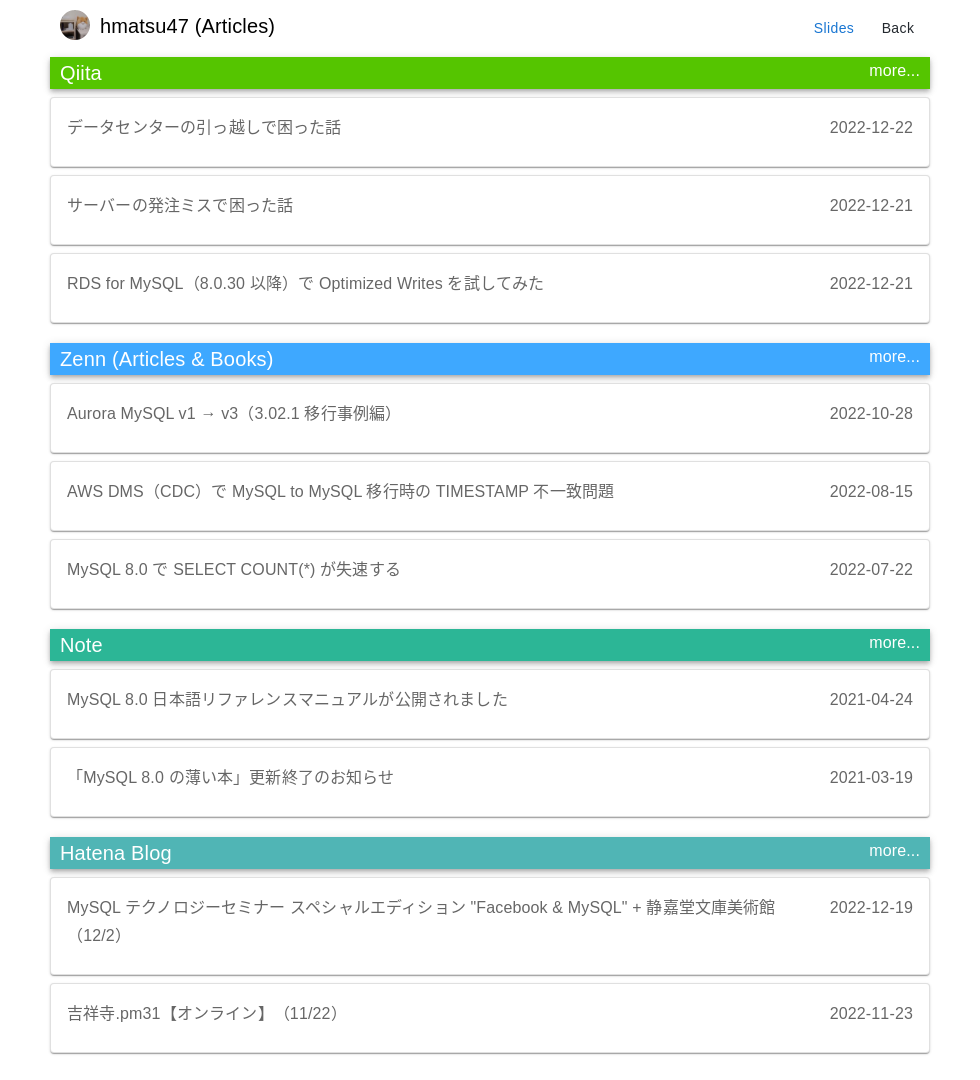 hmatsu47 (Articles)
Slides
Back
Qiita
more...
データセンターの引っ越しで困った話
2022-12-22
サーバーの発注ミスで困った話
2022-12-21
RDS for MySQL（8.0.30 以降）で Optimized Writes を試してみた
2022-12-21
Zenn (Articles & Books)
more...
Aurora MySQL v1 → v3（3.02.1 移行事例編）
2022-10-28
AWS DMS（CDC）で MySQL to MySQL 移行時の TIMESTAMP 不一致問題
2022-08-15
MySQL 8.0 で SELECT COUNT(*) が失速する
2022-07-22
Note
more...
MySQL 8.0 日本語リファレンスマニュアルが公開されました
2021-04-24
「MySQL 8.0 の薄い本」更新終了のお知らせ
2021-03-19
Hatena Blog
more...
MySQL テクノロジーセミナー スペシャルエディション "Facebook & MySQL" + 静嘉堂文庫美術館
2022-12-19
（12/2）
吉祥寺.pm31【オンライン】（11/22）
2022-11-23